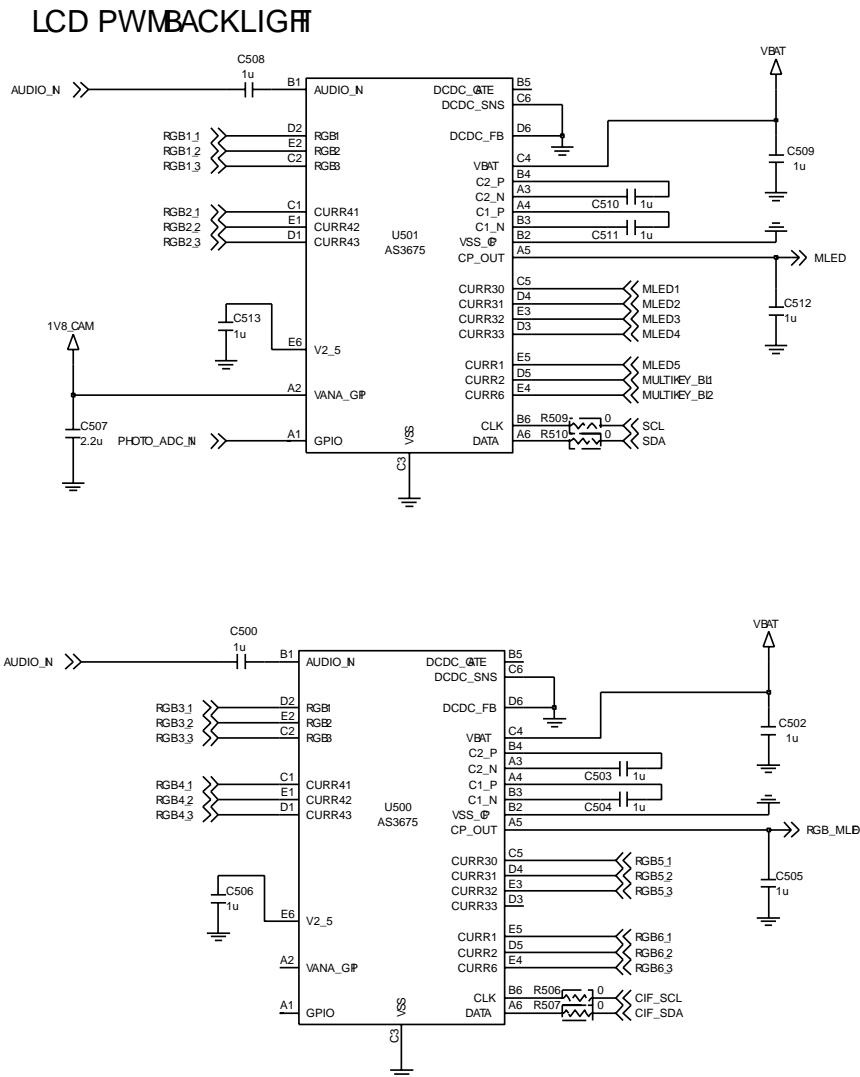 LCD PWMBACKLIGHT
C508
1u
AUDIO_IN
B1
AUDIO_IN
DCDC_GATE
B5
DCDC_SNS
C6
VBAT
RGB1_1
D2
RGB1
DCDC_FB
D6
RGB1_2
E2
RGB2
RGB1_3
C2
RGB3
VBAT
C4
C509
1u
C2_P
B4
C2_N
A3
C510
1u
RGB2_1
C1
CURR41
C1_P
A4
RGB2_2
E1
CURR42
C1_N
B3
C511
1u
RGB2_3
D1
CURR43
U501
AS3675
VSS_CP
B2
CP_OUT
A5
MLED
CURR30
C5
MLED1
CURR31
D4
MLED2
CURR32
E3
MLED3
CURR33
D3
MLED4
C512
1u
C513
1u
1V8_CAM
E6
V2_5
CURR1
E5
MLED5
CURR2
D5
MULTIKEY_BL1
A2
VANA_GPI
CURR6
E4
MULTIKEY_BL2
C507
2.2u
PHOTO_ADC_IN
A1
GPIO
VSS
C3
CLK
B6
R509
0
SCL
DATA
A6
R510
0
SDA
C500
1u
AUDIO_IN
B1
AUDIO_IN
DCDC_GATE
B5
DCDC_SNS
C6
VBAT
RGB3_1
D2
RGB1
DCDC_FB
D6
RGB3_2
E2
RGB2
RGB3_3
C2
RGB3
VBAT
C4
C502
1u
C2_P
B4
C2_N
A3
C503
1u
RGB4_1
C1
CURR41
C1_P
A4
RGB4_2
E1
CURR42
C1_N
B3
C504
1u
RGB4_3
D1
CURR43
U500
AS3675
VSS_CP
B2
CP_OUT
A5
RGB_MLED
CURR30
C5
RGB5_1
CURR31
D4
RGB5_2
CURR32
E3
RGB5_3
CURR33
D3
C505
1u
C506
1u
E6
V2_5
CURR1
E5
RGB6_1
CURR2
D5
RGB6_2
A2
VANA_GPI
CURR6
E4
RGB6_3
A1
GPIO
VSS
C3
CLK
B6
R506
0
CIF_SCL
DATA
A6
R507
0
CIF_SDA